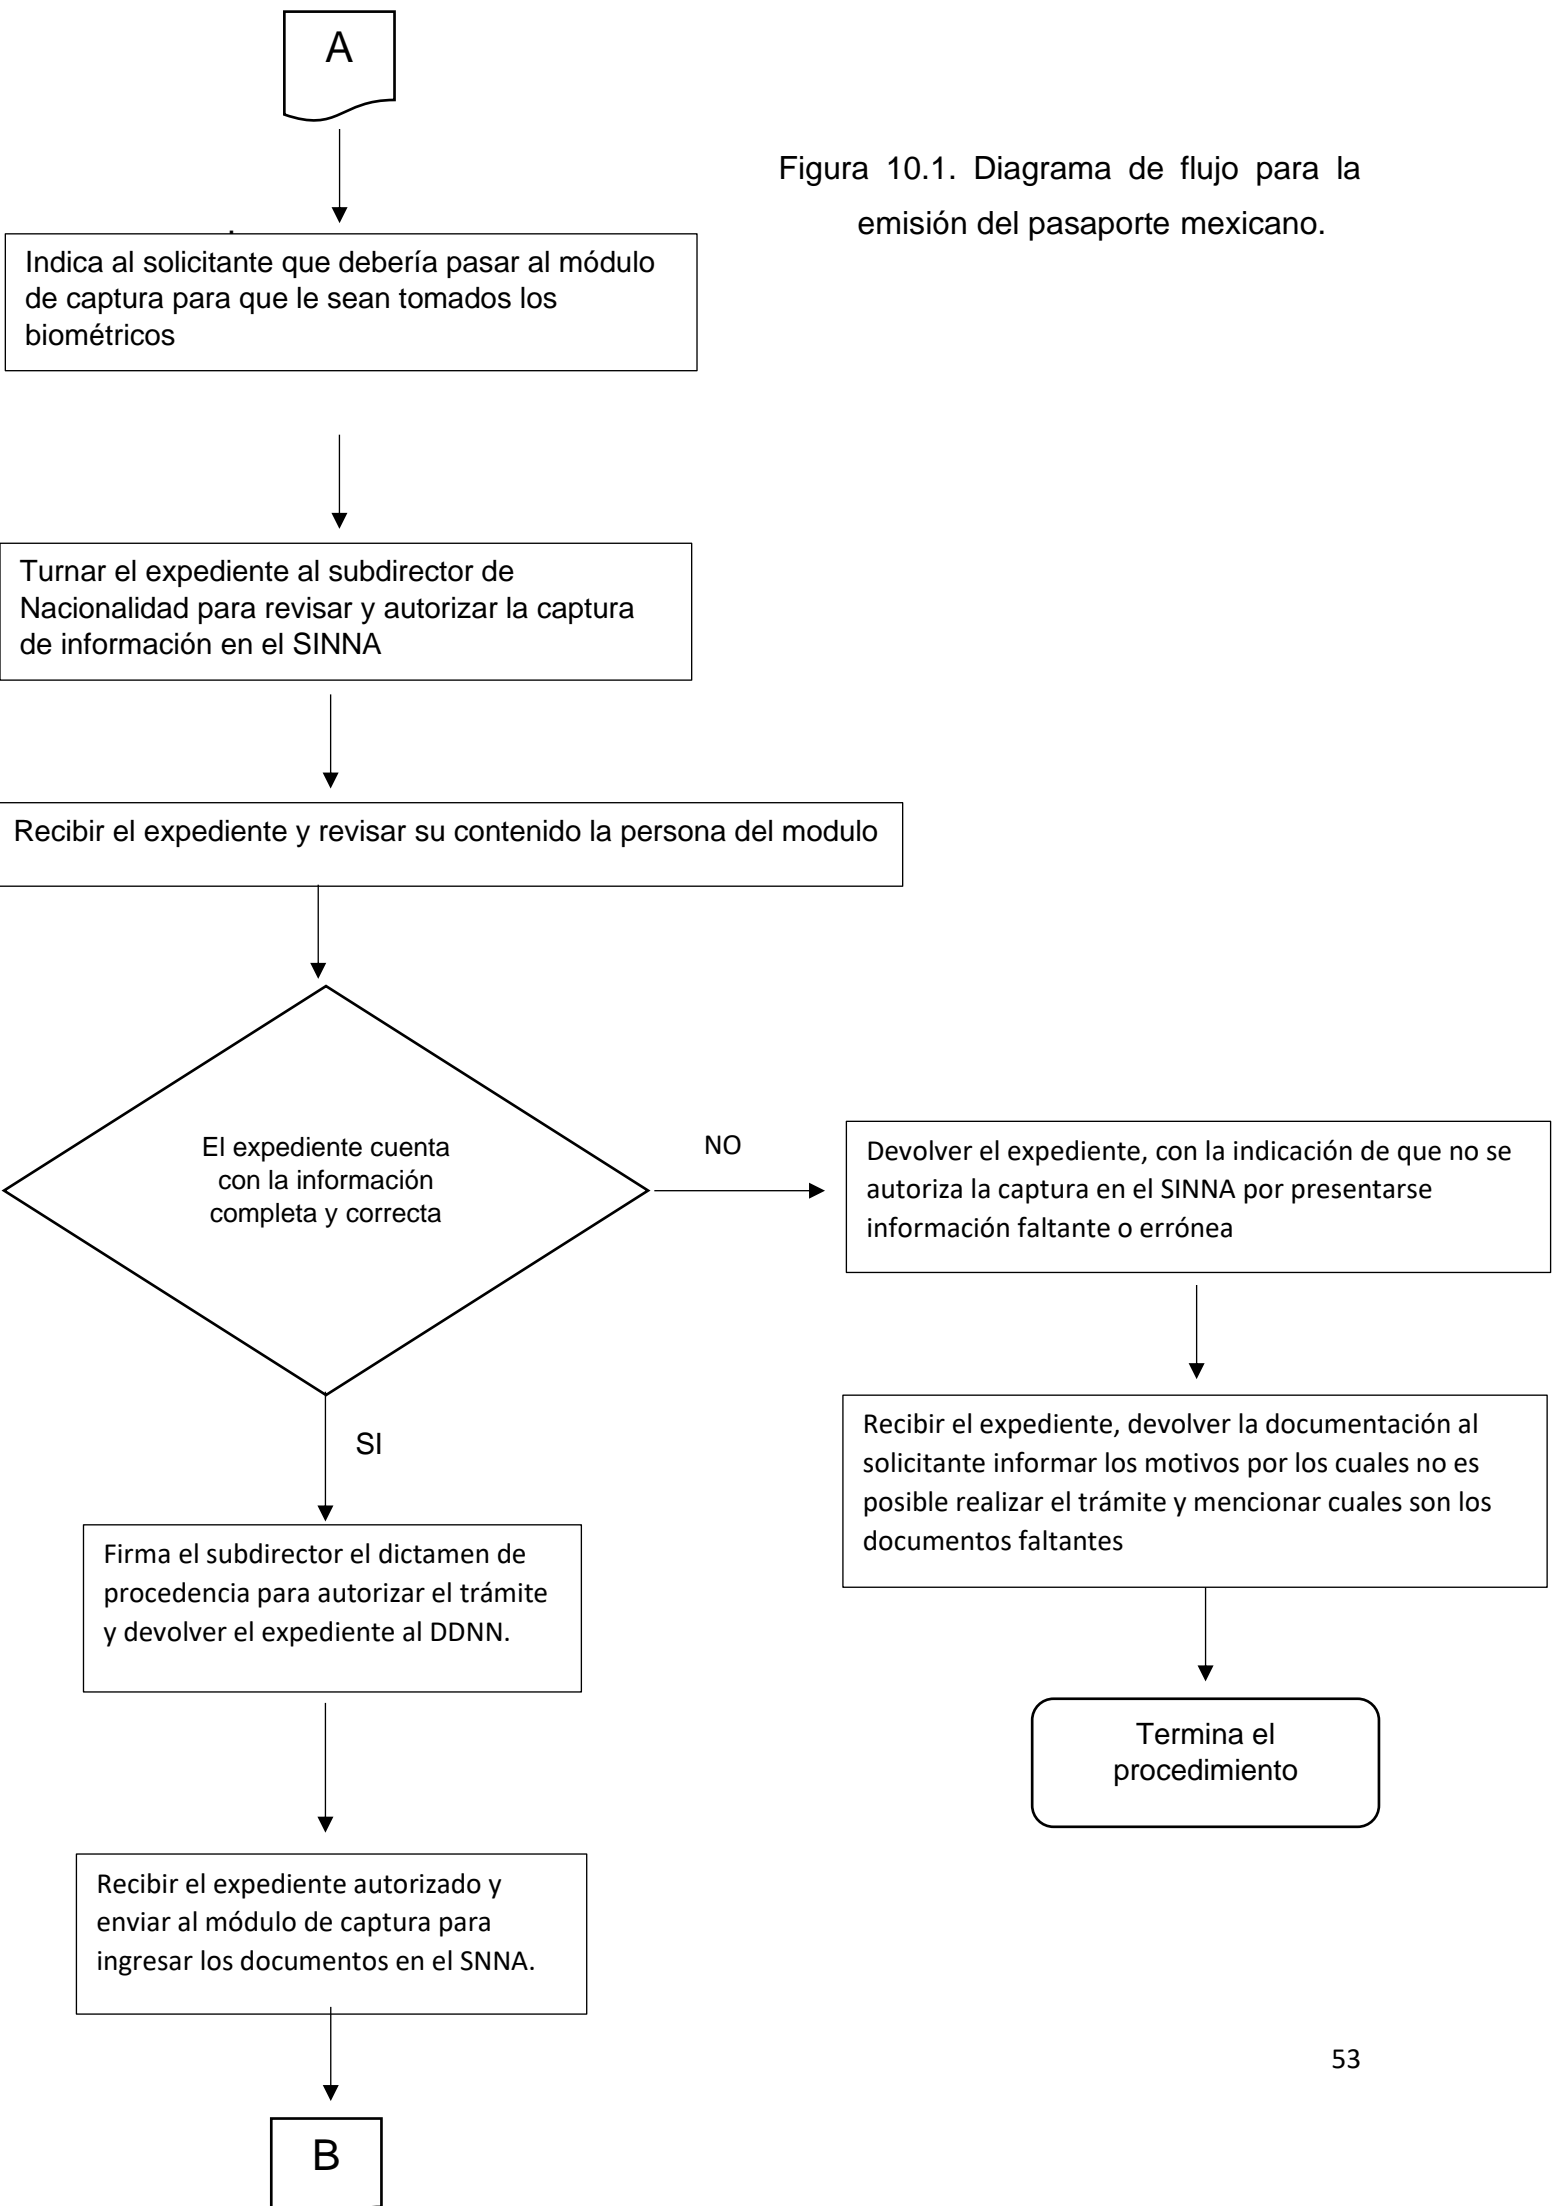 A
Figura 10.1. Diagrama de flujo para la
emisión del pasaporte mexicano.
Indica al solicitante que debería pasar al módulo
de captura para que le sean tomados los
biométricos
Turnar el expediente al subdirector de
Nacionalidad para revisar y autorizar la captura
de información en el SINNA
Recibir el expediente y revisar su contenido la persona del modulo
El expediente cuenta
con la información
completa y correcta
NO
Devolver el expediente, con la indicación de que no se
autoriza la captura en el SINNA por presentarse
información faltante o errónea
Recibir el expediente, devolver la documentación al
solicitante informar los motivos por los cuales no es
posible realizar el trámite y mencionar cuales son los
documentos faltantes
Termina el
procedimiento
SI
Firma el subdirector el dictamen de
procedencia para autorizar el trámite
y devolver el expediente al DDNN.
Recibir el expediente autorizado y
enviar al módulo de captura para
ingresar los documentos en el SNNA.
B
53